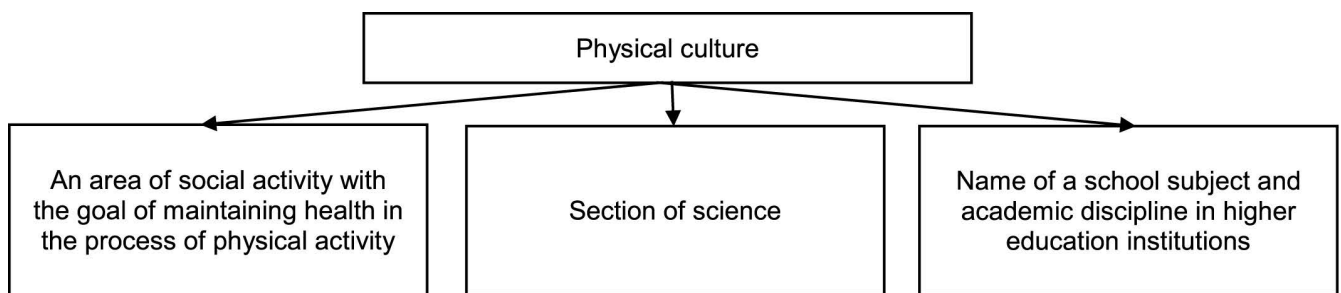 Physical culture
An area of social activity with
the goal of maintaining health in
the process of physical activity
Section of science
Name of a school subject and
academic discipline in higher
education institutions